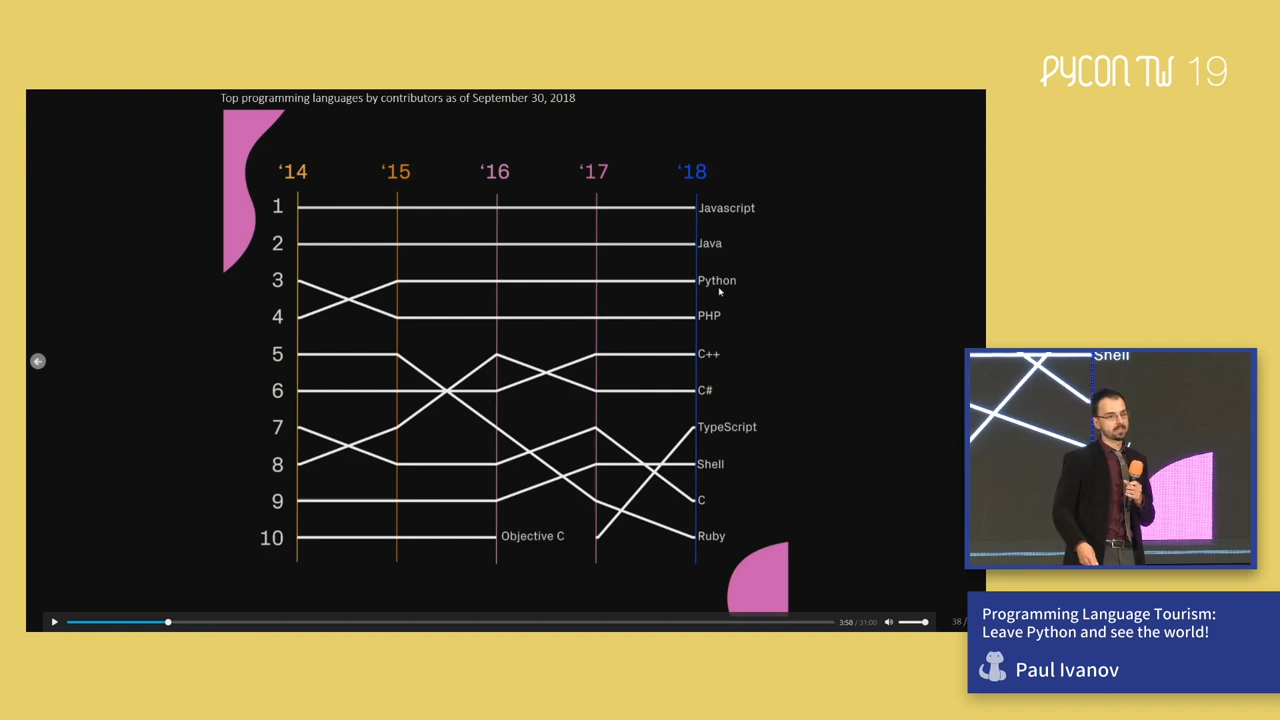 PYCON TW 19
Top programming languages by contributors as of September 30, 2018
‘14 ‘15 ‘16 ‘17 ‘18
1 Javascript
2 Java
3 Python
4 PHP
5 C++
6 C#
7 TypeScript
8 Shell
9 C
10 Objective C Ruby
3:58 / 31:00
38 /
Shell
Programming Language Tourism:
Leave Python and see the world!
Paul Ivanov